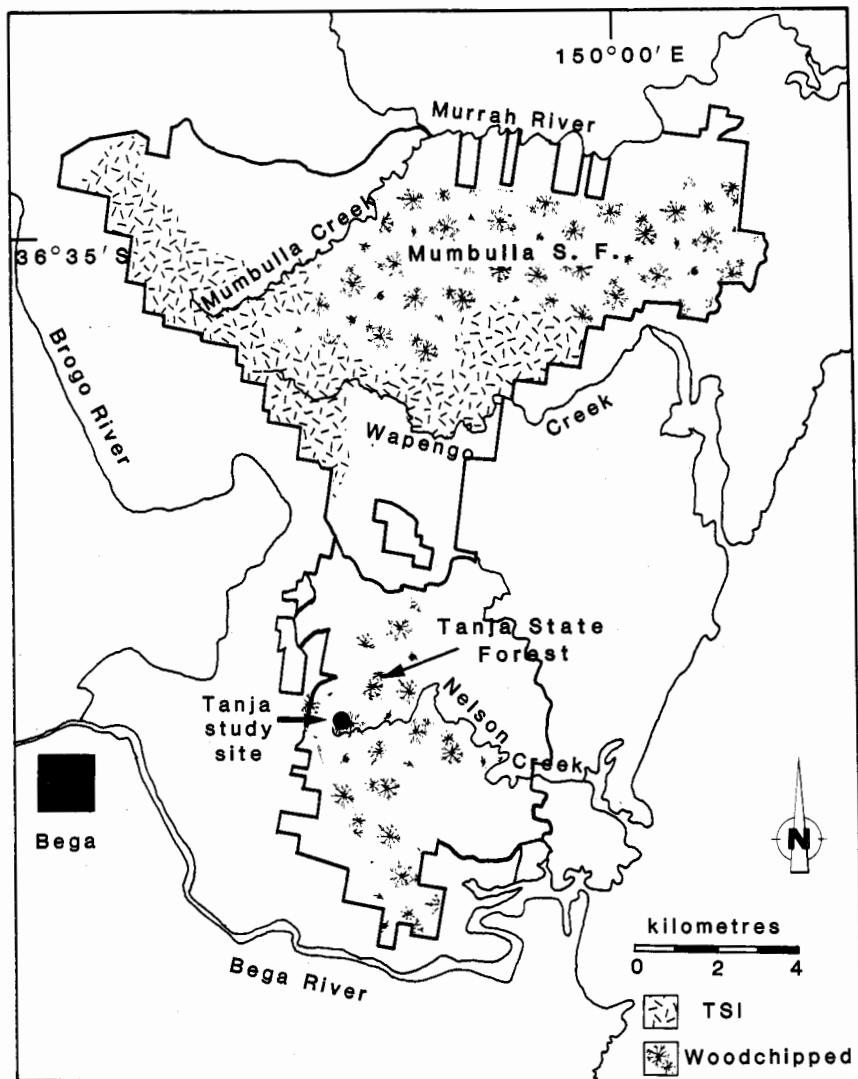 150°00' E
Murrah River
Mumbulla Creek
36°35' S
Mumbulla S. F.
Brogo River
Wapengo
Creek
Tanja State
Forest
Tanja
study
site
Nelson
Creek
Bega
N
kilometres
0 2 4
Bega River
TSI
Woodchipped